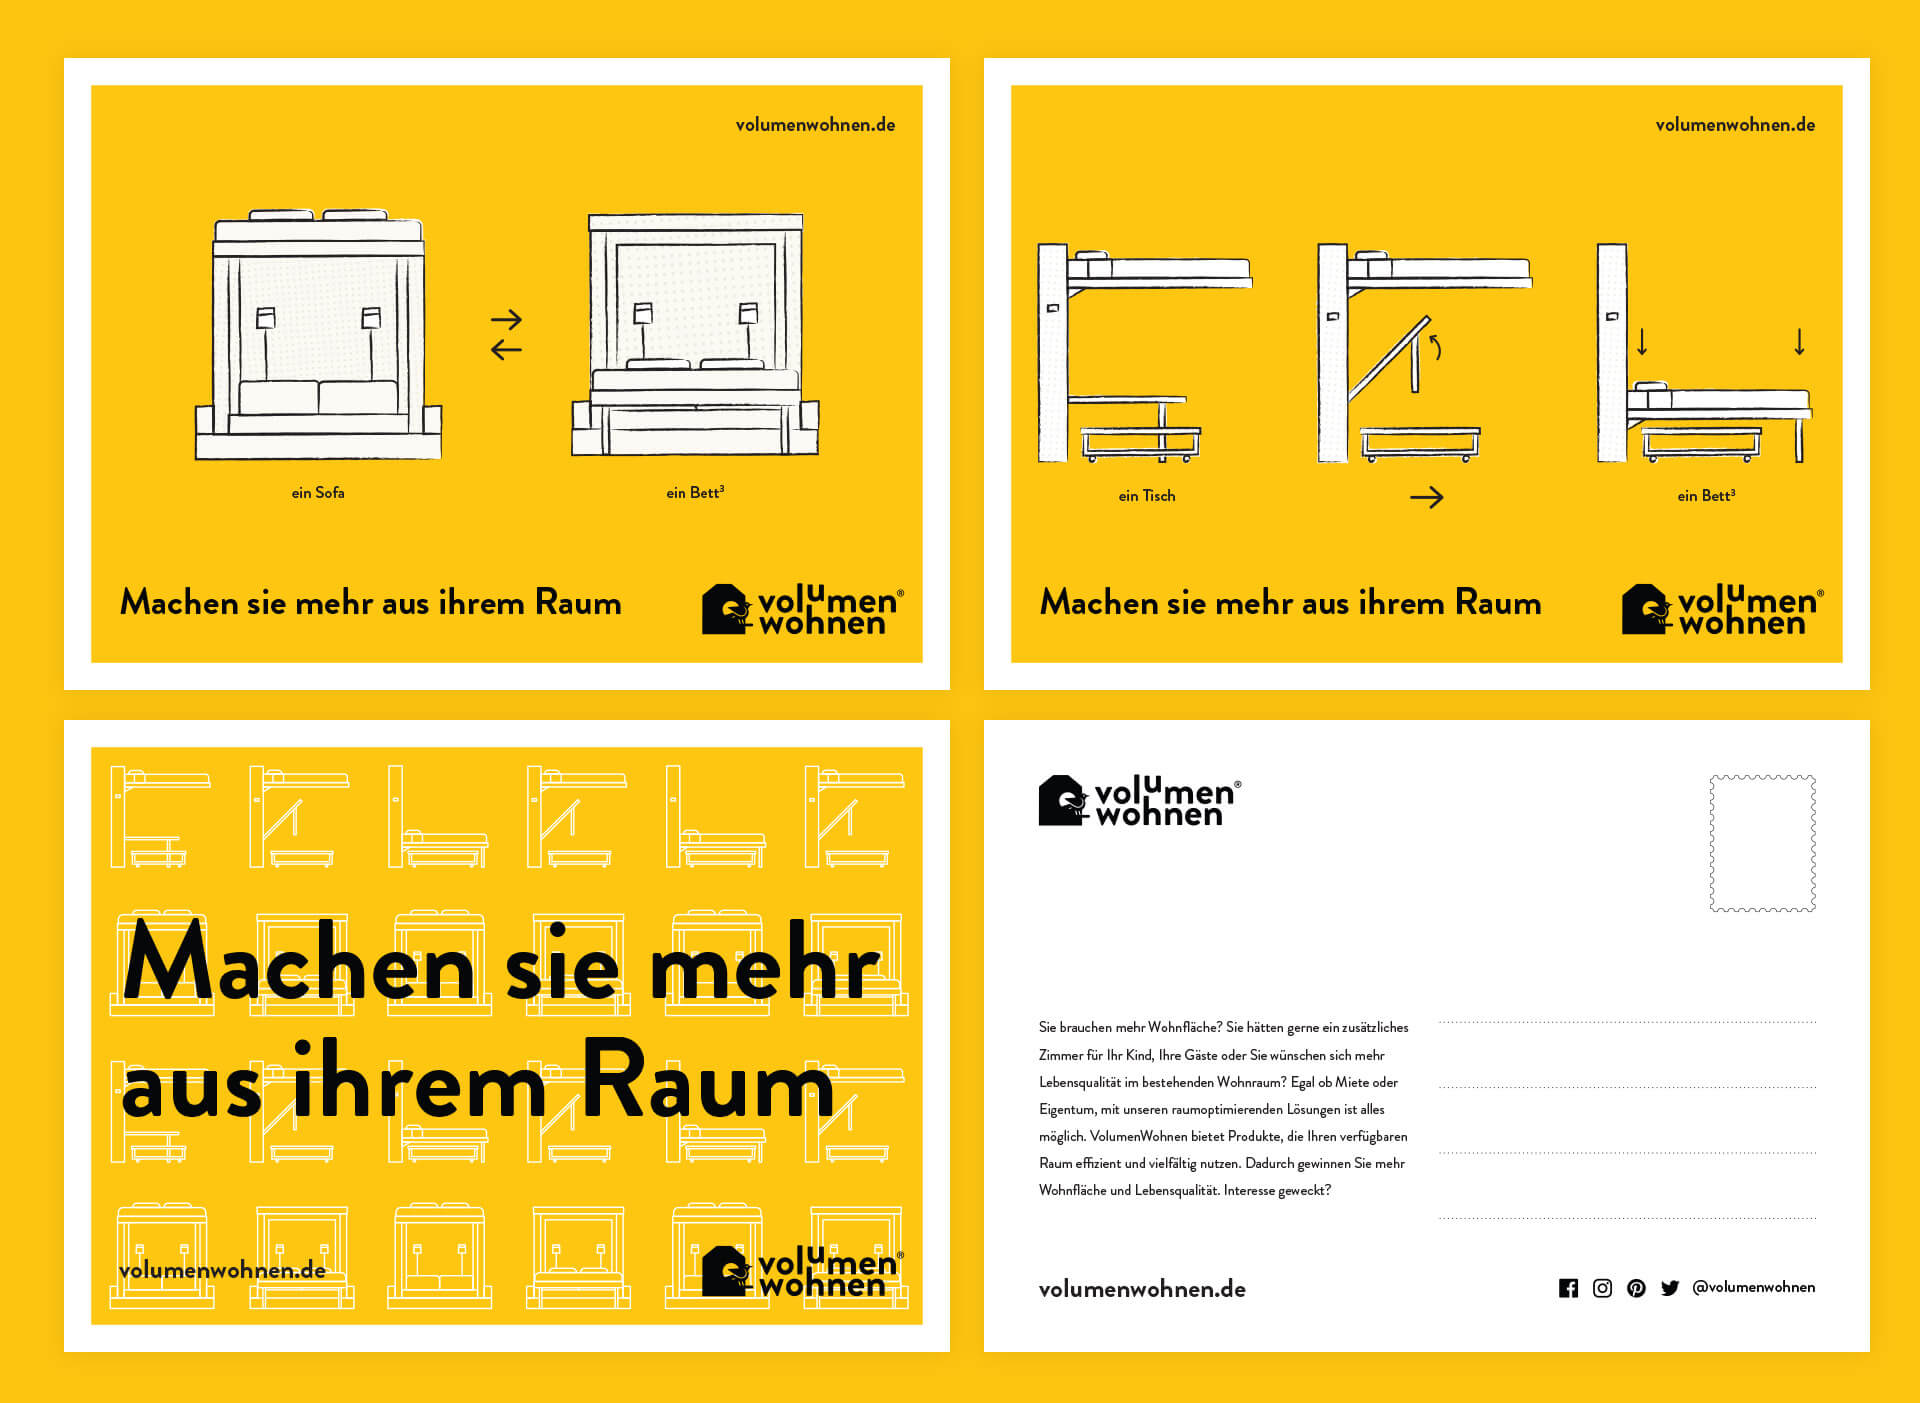 volumenwohnen.de
ein Sofa
ein Bett³
Machen sie mehr aus ihrem Raum
volumen®
wohnen
volumenwohnen.de
ein Tisch
ein Bett³
Machen sie mehr aus ihrem Raum
volumen®
wohnen
Machen sie mehr
aus ihrem Raum
volumenwohnen.de
volumen®
wohnen
volumen®
wohnen
Sie brauchen mehr Wohnfläche? Sie hätten gerne ein zusätzliches
Zimmer für Ihr Kind, Ihre Gäste oder Sie wünschen sich mehr
Lebensqualität im bestehenden Wohnraum? Egal ob Miete oder
Eigentum, mit unseren raumoptimierenden Lösungen ist alles
möglich. VolumenWohnen bietet Produkte, die Ihren verfügbaren
Raum effizient und vielfältig nutzen. Dadurch gewinnen Sie mehr
Wohnfläche und Lebensqualität. Interesse geweckt?
volumenwohnen.de
@volumenwohnen